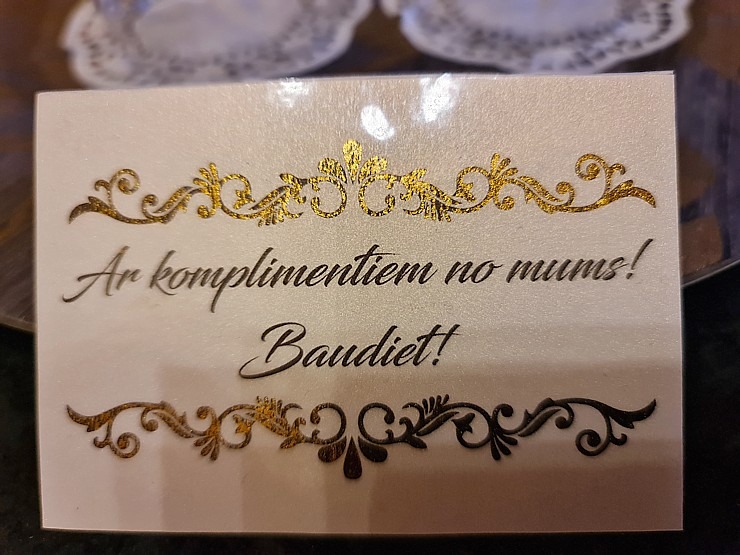 Ar komplimentiem no mums!
Baudiet!